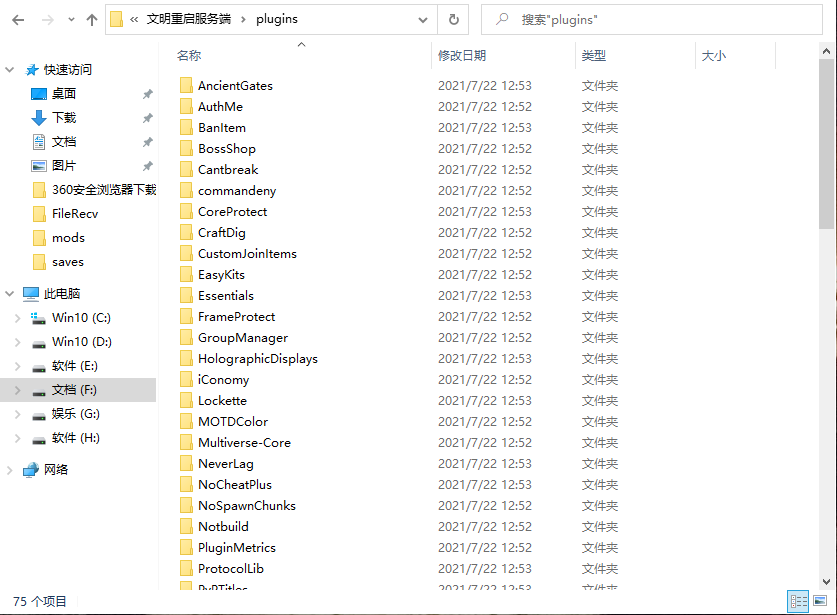 « 文明重启服务端 › plugins
搜索"plugins"
名称 修改日期 类型 大小
快速访问
桌面
下载
文档
图片
360安全浏览器下载
FileRecv
mods
saves
此电脑
Win10 (C:)
Win10 (D:)
软件 (E:)
文档 (F:)
娱乐 (G:)
软件 (H:)
网络
AncientGates 2021/7/22 12:53 文件夹
AuthMe 2021/7/22 12:52 文件夹
BanItem 2021/7/22 12:53 文件夹
BossShop 2021/7/22 12:52 文件夹
Cantbreak 2021/7/22 12:52 文件夹
commandeny 2021/7/22 12:52 文件夹
CoreProtect 2021/7/22 12:53 文件夹
CraftDig 2021/7/22 12:52 文件夹
CustomJoinItems 2021/7/22 12:52 文件夹
EasyKits 2021/7/22 12:52 文件夹
Essentials 2021/7/22 12:53 文件夹
FrameProtect 2021/7/22 12:52 文件夹
GroupManager 2021/7/22 12:52 文件夹
HolographicDisplays 2021/7/22 12:53 文件夹
iConomy 2021/7/22 12:52 文件夹
Lockette 2021/7/22 12:53 文件夹
MOTDColor 2021/7/22 12:52 文件夹
Multiverse-Core 2021/7/22 12:52 文件夹
NeverLag 2021/7/22 12:53 文件夹
NoCheatPlus 2021/7/22 12:53 文件夹
NoSpawnChunks 2021/7/22 12:52 文件夹
Notbuild 2021/7/22 12:52 文件夹
PluginMetrics 2021/7/22 12:52 文件夹
ProtocolLib 2021/7/22 12:53 文件夹
PvPTitles 2021/7/22 12:53 文件夹
75 个项目